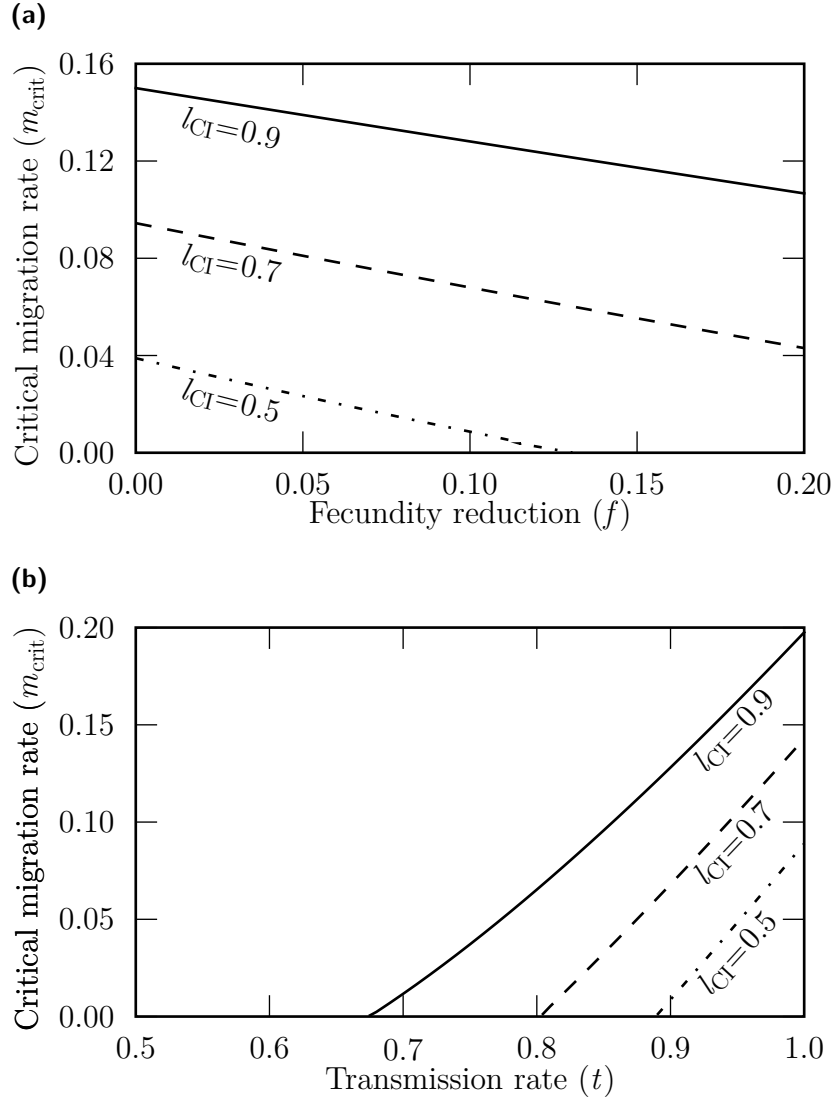 (a)
Critical migration rate (m_crit)
0.16
0.12
0.08
0.04
0.00
l_CI=0.9
l_CI=0.7
l_CI=0.5
0.00 0.05 0.10 0.15 0.20
Fecundity reduction (f)
(b)
Critical migration rate (m_crit)
0.20
0.15
0.10
0.05
0.00
l_CI=0.9
l_CI=0.7
l_CI=0.5
0.5 0.6 0.7 0.8 0.9 1.0
Transmission rate (t)